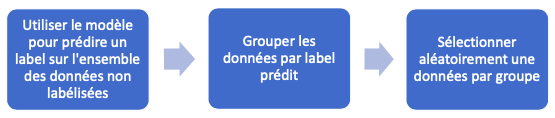 Utiliser le modèle
pour prédire un
label sur l'ensemble
des données non
labélisées
Grouper les
données par label
prédit
Sélectionner
aléatoirement une
données par groupe